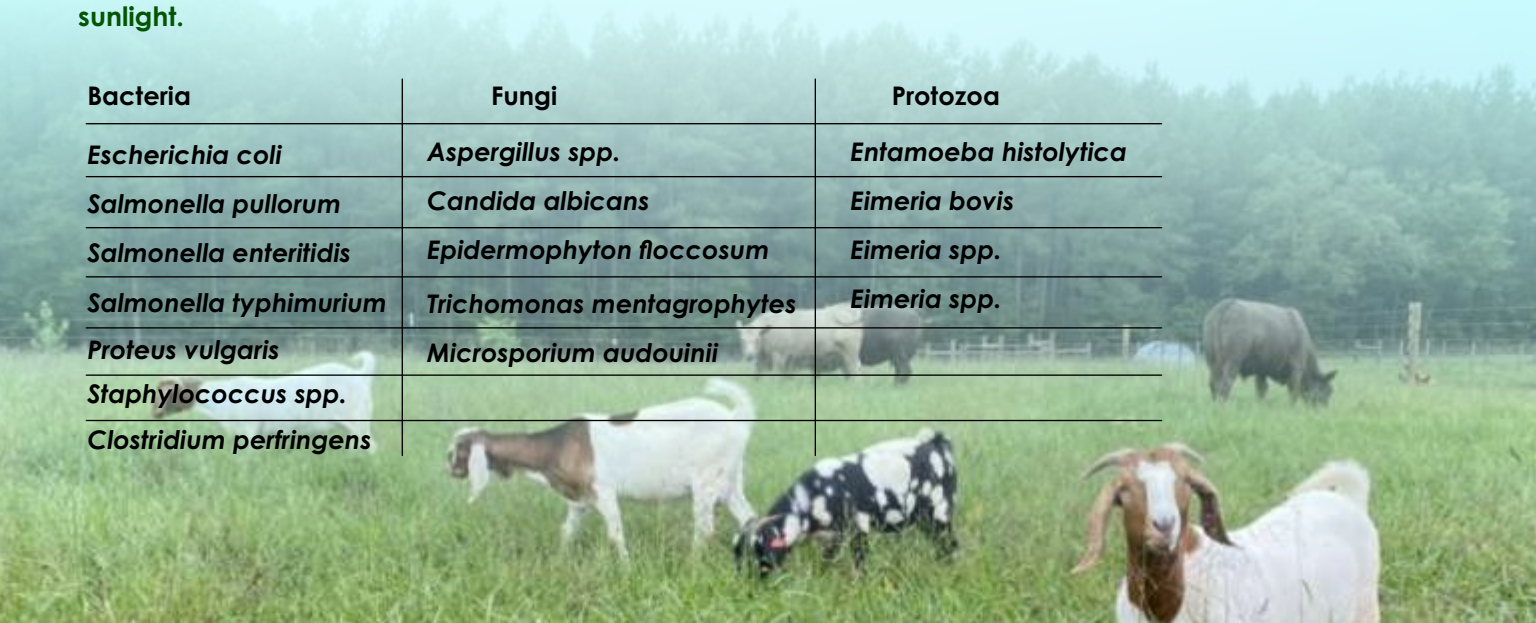 sunlight.
Bacteria Fungi Protozoa
Escherichia coli Aspergillus spp. Entamoeba histolytica
Salmonella pullorum Candida albicans Eimeria bovis
Salmonella enteritidis Epidermophyton floccosum Eimeria spp.
Salmonella typhimurium Trichomonas mentagrophytes Eimeria spp.
Proteus vulgaris Microsporium audouinii
Staphylococcus spp.
Clostridium perfringens